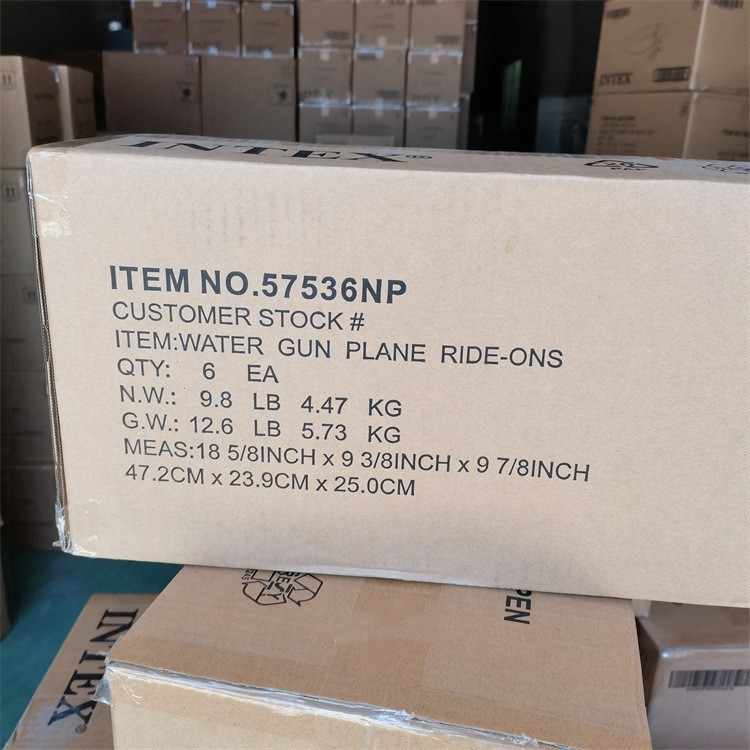 INTEX
INTEX®
ITEM NO.57536NP
CUSTOMER STOCK #
ITEM:WATER GUN PLANE RIDE-ONS
QTY: 6 EA
N.W.: 9.8 LB 4.47 KG
G.W.: 12.6 LB 5.73 KG
MEAS:18 5/8INCH x 9 3/8INCH x 9 7/8INCH
47.2CM x 23.9CM x 25.0CM
PEN
INTEX